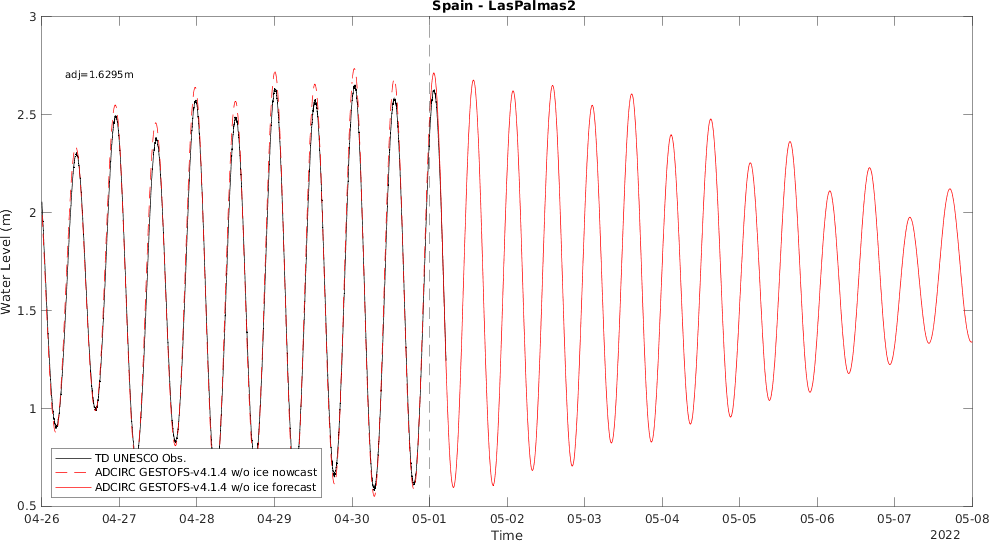 Spain - LasPalmas2
adj=1.6295m
Water Level (m)
3
2.5
2
1.5
1
0.5
TD UNESCO Obs.
ADCIRC GESTOFS-v4.1.4 w/o ice nowcast
ADCIRC GESTOFS-v4.1.4 w/o ice forecast
04-26 04-27 04-28 04-29 04-30 05-01 05-02 05-03 05-04 05-05 05-06 05-07 05-08
Time
2022